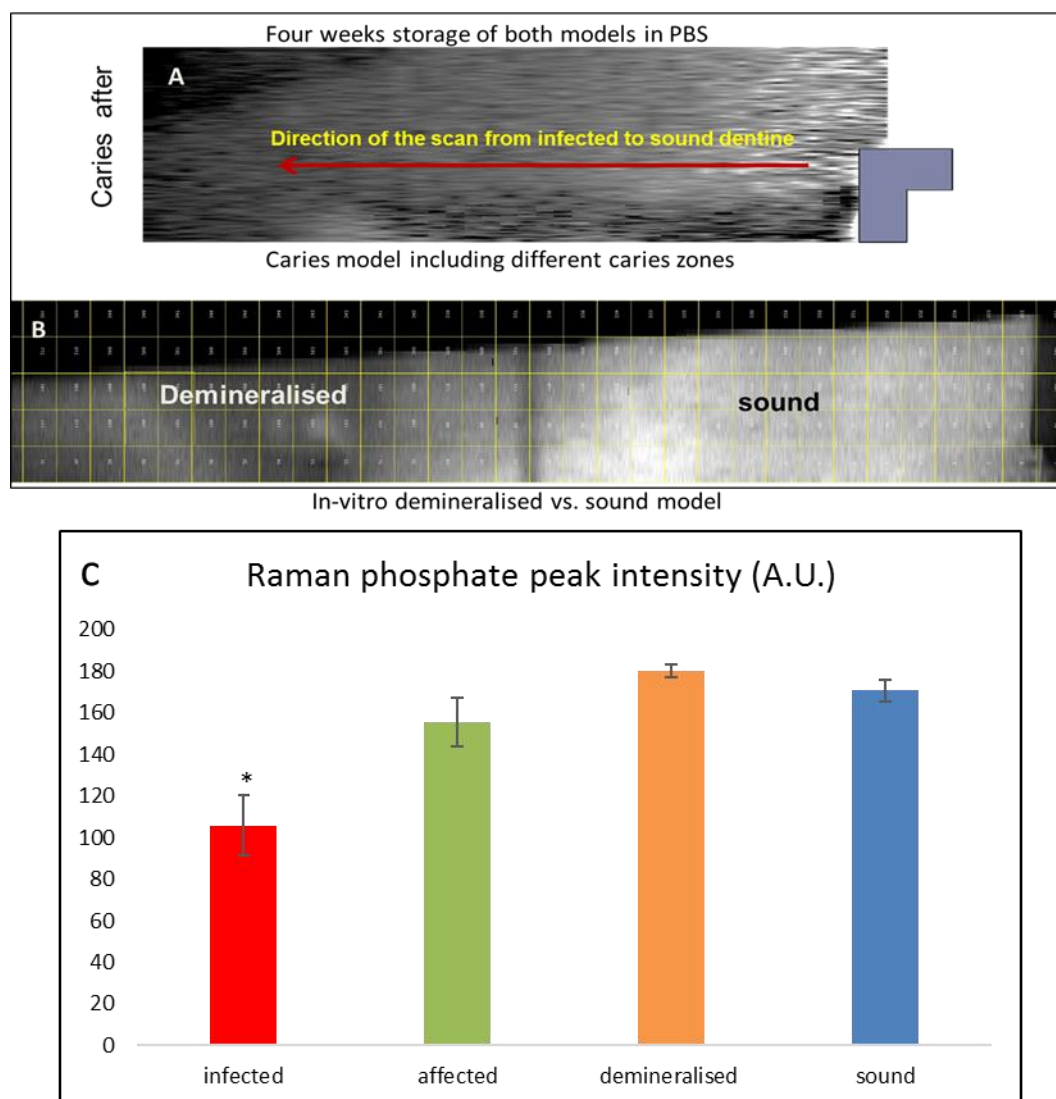 Four weeks storage of both models in PBS
Caries after
A
Direction of the scan from infected to sound dentine
Caries model including different caries zones
B
Demineralised
sound
In-vitro demineralised vs. sound model
C
Raman phosphate peak intensity (A.U.)
200
180
160
140
120
100
80
60
40
20
0
*
infected
affected
demineralised
sound